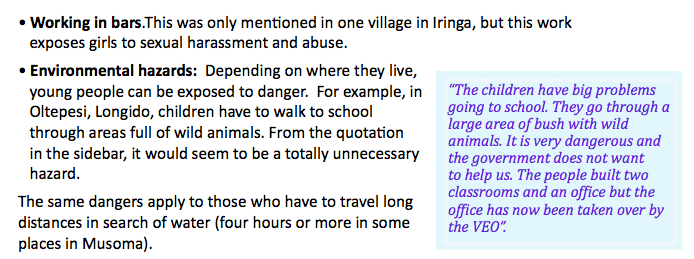 • Working in bars.This was only mentioned in one village in Iringa, but this work
exposes girls to sexual harassment and abuse.
• Environmental hazards:  Depending on where they live,
young people can be exposed to danger.  For example, in
Oltepesi, Longido, children have to walk to school
through areas full of wild animals. From the quotation
in the sidebar, it would seem to be a totally unnecessary
hazard.
The same dangers apply to those who have to travel long
distances in search of water (four hours or more in some
places in Musoma).
“The children have big problems
going to school. They go through a
large area of bush with wild
animals. It is very dangerous and
the government does not want
to help us. The people built two
classrooms and an office but the
office has now been taken over by
the VEO”.